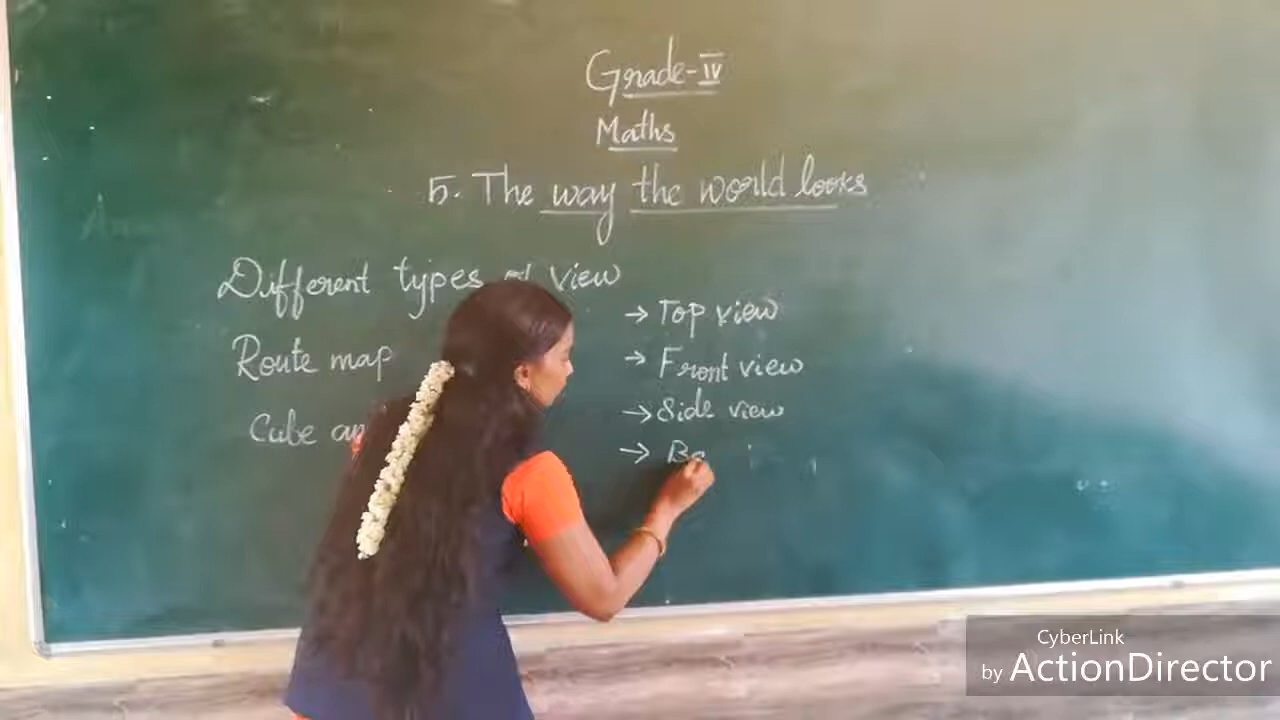 Grade-IV
Maths
5. The way the world looks
Different types of view
→ Top view
→ Front view
→ Side view
→
Route map
Cube
CyberLink
by ActionDirector